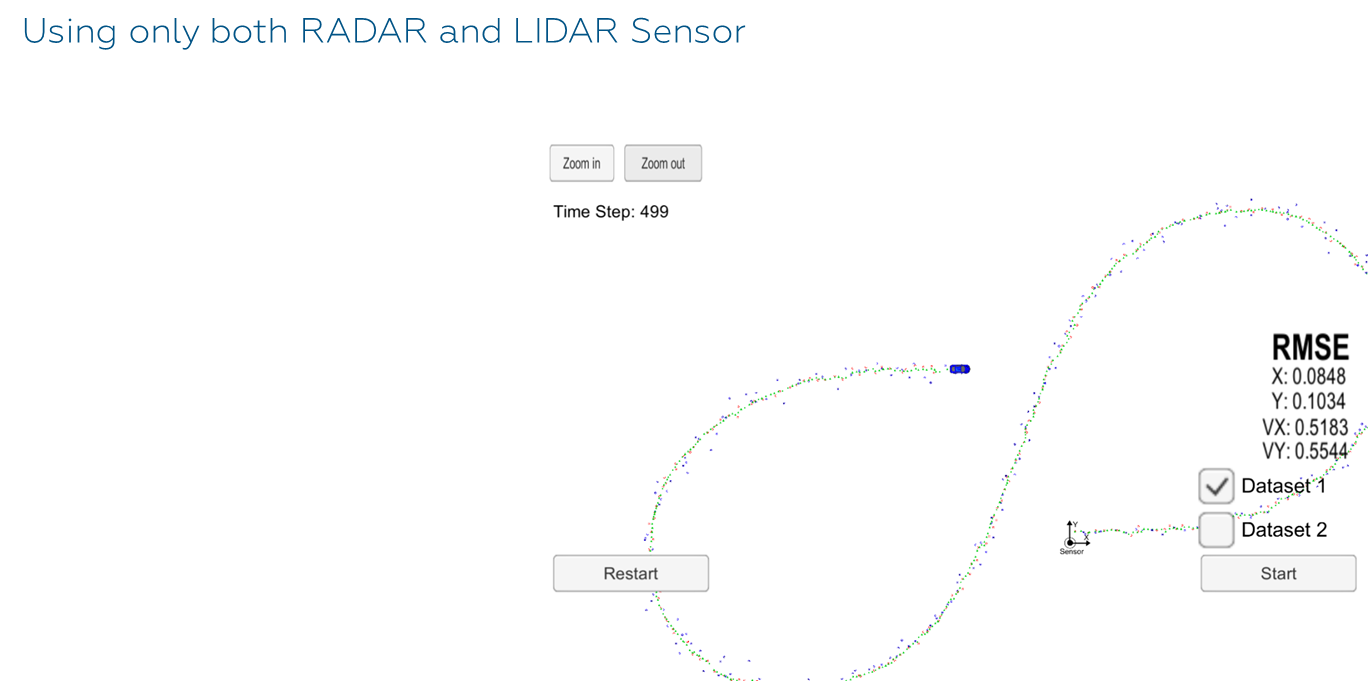 Using only both RADAR and LIDAR Sensor
Zoom in
Zoom out
Time Step: 499
RMSE
X: 0.0848
Y: 0.1034
VX: 0.5183
VY: 0.5544
Dataset 1
Dataset 2
Y
X
Sensor
Restart
Start